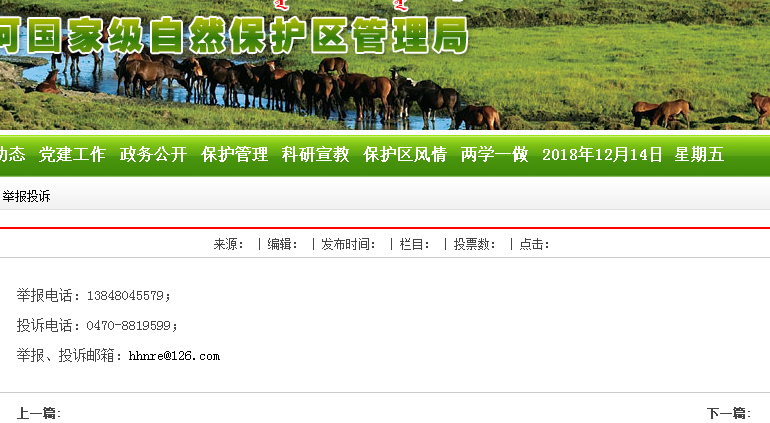 河国家级自然保护区管理局
动态 党建工作 政务公开 保护管理 科研宣教 保护区风情 两学一做 2018年12月14日 星期五
举报投诉
来源: | 编辑: | 发布时间: | 栏目: | 投票数: | 点击:
举报电话：13848045579；
投诉电话：0470-8819599；
举报、投诉邮箱：hhnre@126.com
上一篇:
下一篇: